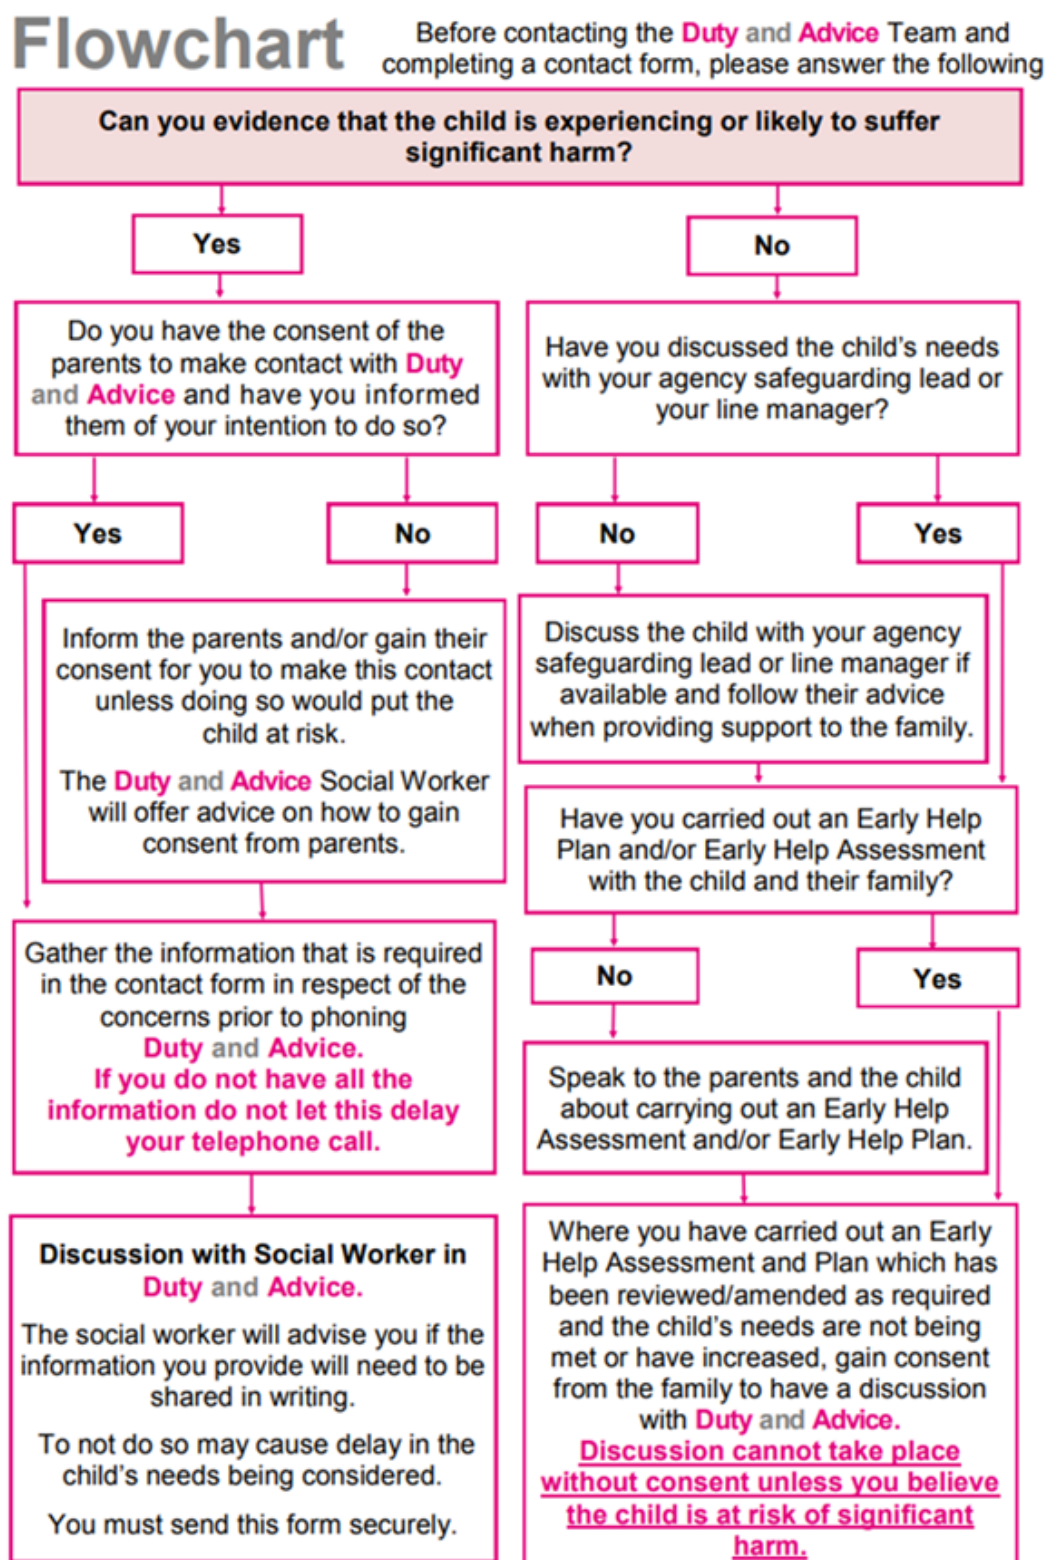 Flowchart
Before contacting the Duty and Advice Team and
completing a contact form, please answer the following
Can you evidence that the child is experiencing or likely to suffer
significant harm?
Yes
No
Do you have the consent of the
parents to make contact with Duty
and Advice and have you informed
them of your intention to do so?
Have you discussed the child's needs
with your agency safeguarding lead or
your line manager?
Yes
No
No
Yes
Inform the parents and/or gain their
consent for you to make this contact
unless doing so would put the
child at risk.
The Duty and Advice Social Worker
will offer advice on how to gain
consent from parents.
Discuss the child with your agency
safeguarding lead or line manager if
available and follow their advice
when providing support to the family.
Have you carried out an Early Help
Plan and/or Early Help Assessment
with the child and their family?
Gather the information that is required
in the contact form in respect of the
concerns prior to phoning
Duty and Advice.
If you do not have all the
information do not let this delay
your telephone call.
No
Yes
Speak to the parents and the child
about carrying out an Early Help
Assessment and/or Early Help Plan.
Discussion with Social Worker in
Duty and Advice.
The social worker will advise you if the
information you provide will need to be
shared in writing.
To not do so may cause delay in the
child's needs being considered.
You must send this form securely.
Where you have carried out an Early
Help Assessment and Plan which has
been reviewed/amended as required
and the child's needs are not being
met or have increased, gain consent
from the family to have a discussion
with Duty and Advice.
Discussion cannot take place
without consent unless you believe
the child is at risk of significant
harm.